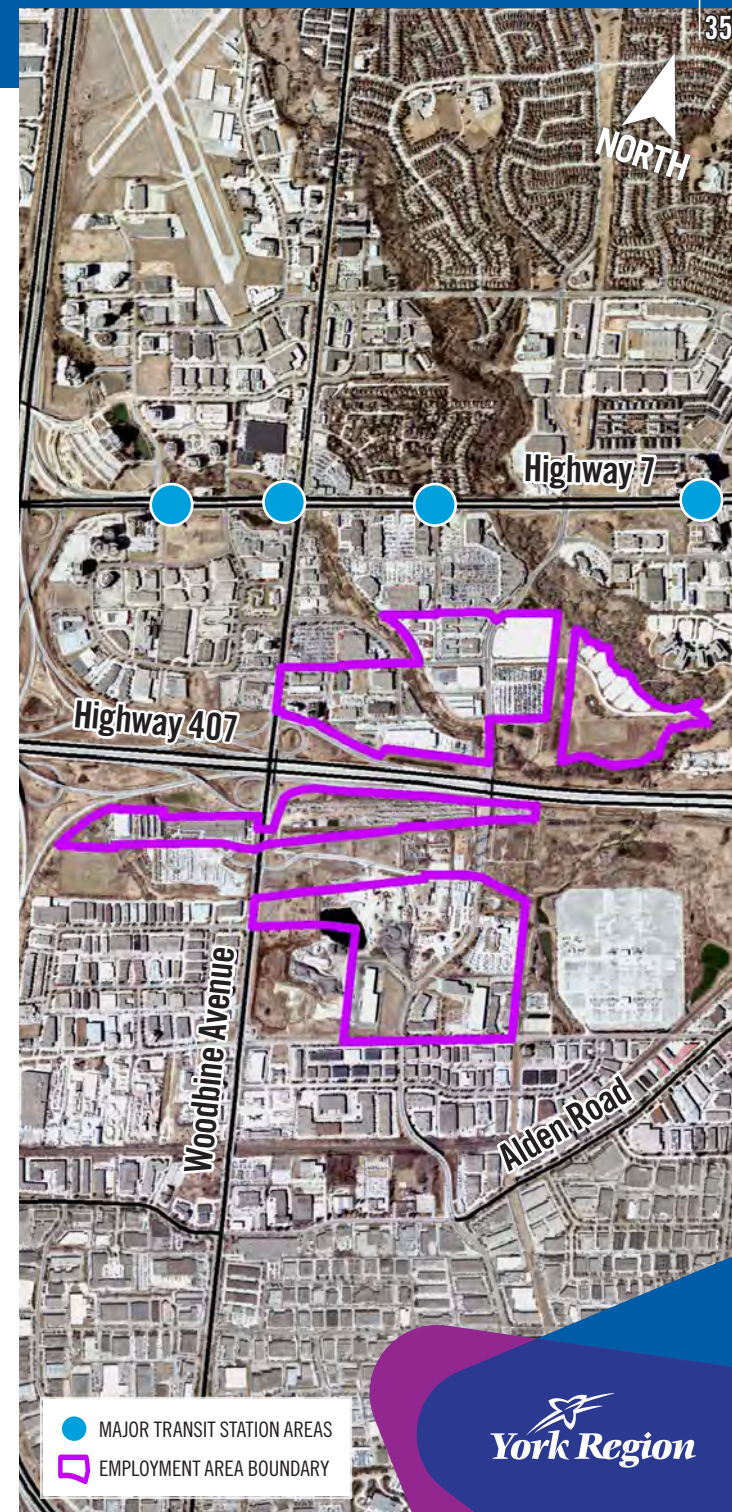 35
NORTH
Highway 7
Highway 407
Woodbine Avenue
Alden Road
MAJOR TRANSIT STATION AREAS
EMPLOYMENT AREA BOUNDARY
York Region